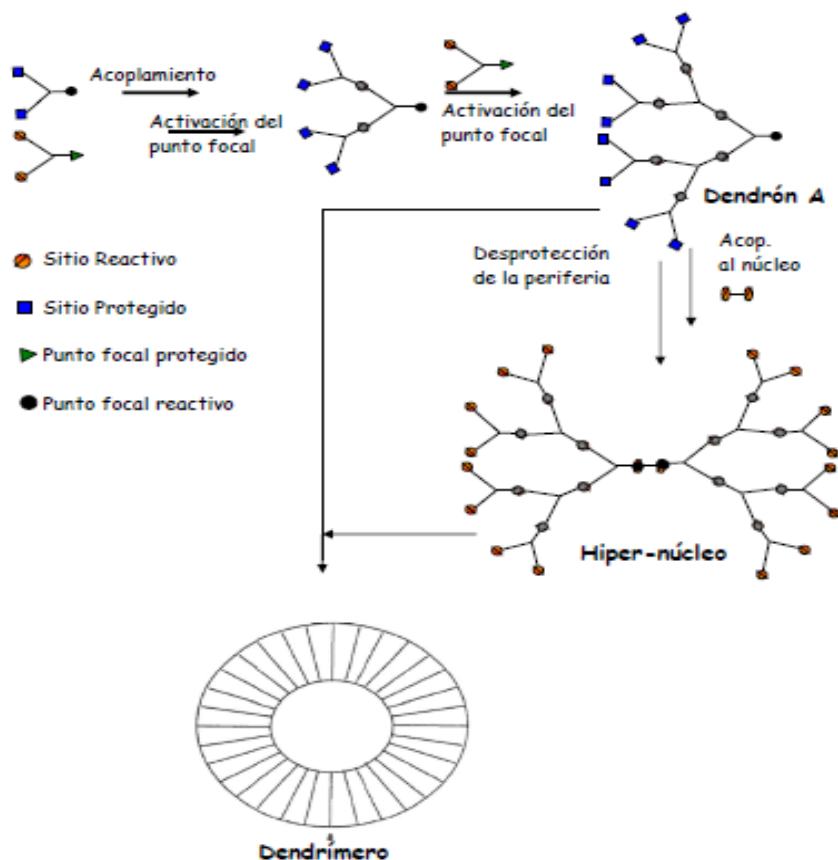 Acoplamiento
Activación del
punto focal
Activación del
punto focal
Dendrón A
Desprotección
de la periferia
Acop.
al núcleo
Sitio Reactivo
Sitio Protegido
Punto focal protegido
Punto focal reactivo
Hiper-núcleo
Dendrímero